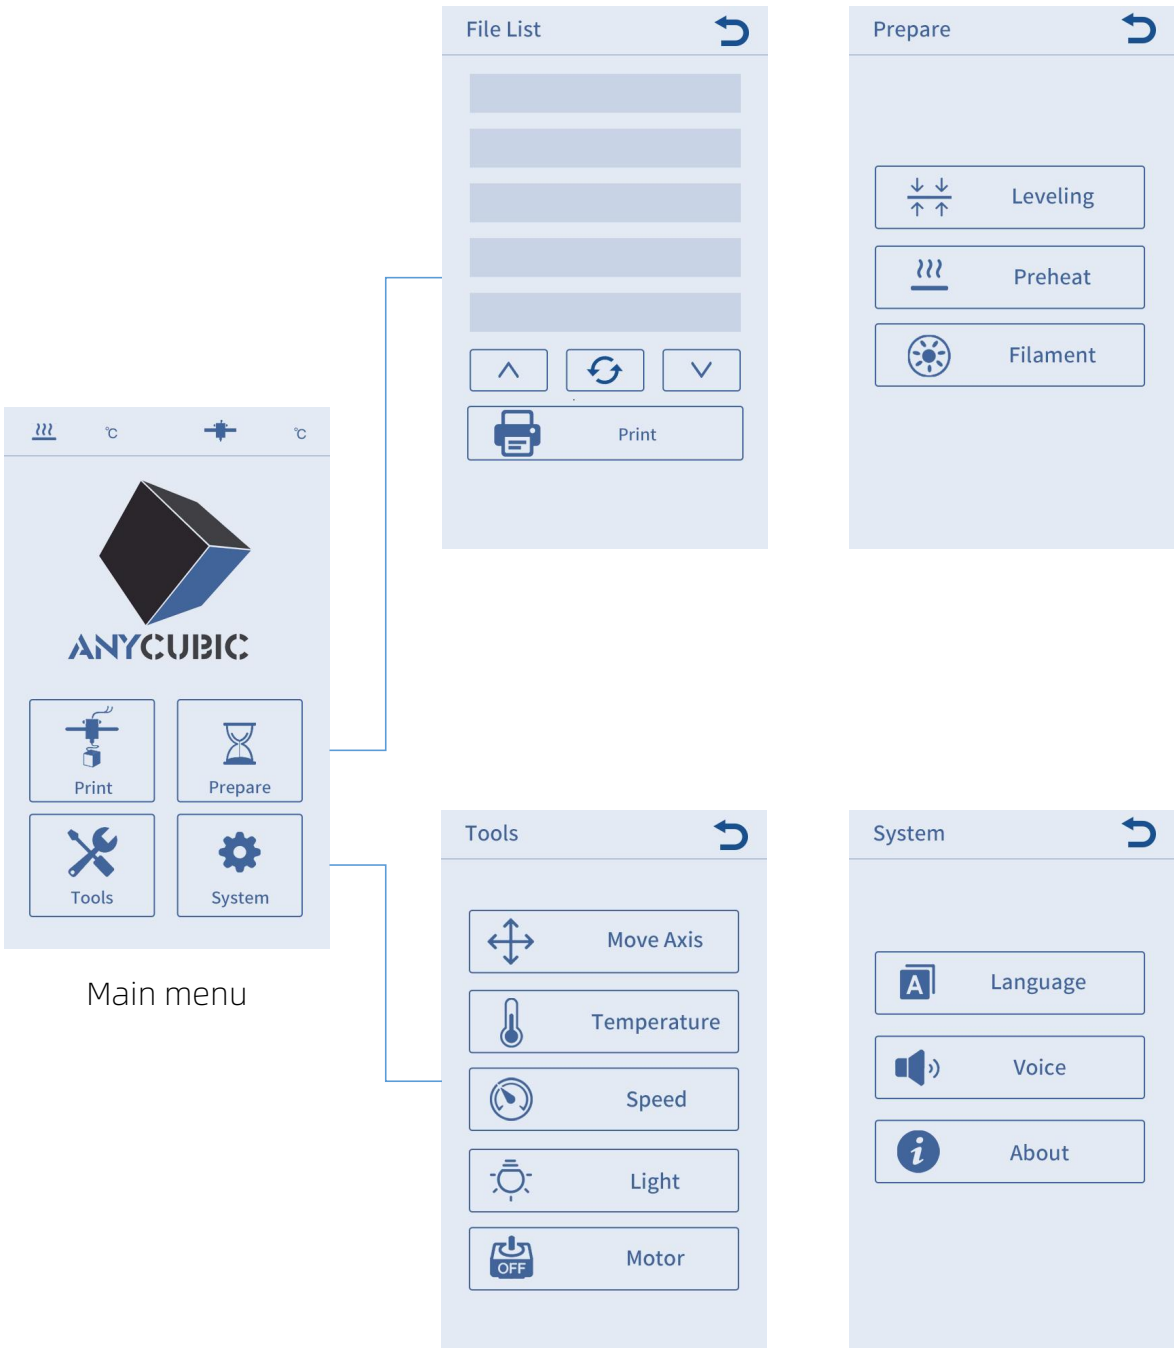 File List
Print
Prepare
Leveling
Preheat
Filament
℃ ℃
ANYCUBIC
Print Prepare
Tools System
Main menu
Tools
Move Axis
Temperature
Speed
Light
OFF Motor
System
A Language
Voice
i About